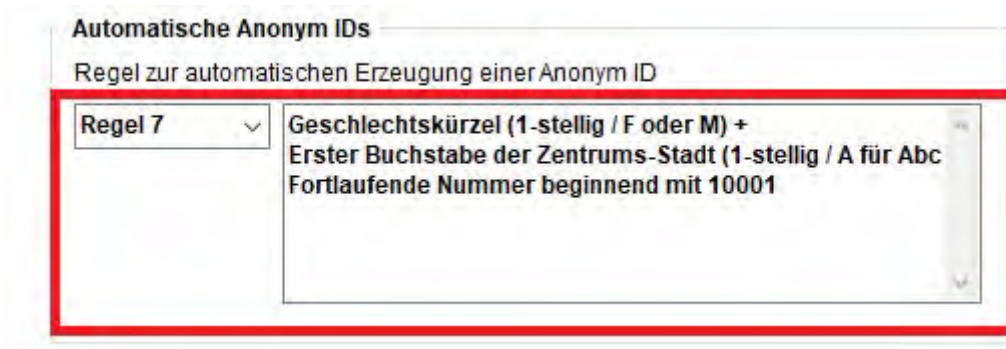 Automatische Anonym IDs
Regel zur automatischen Erzeugung einer Anonym ID
Regel 7
Geschlechtskürzel (1-stellig / F oder M) +
Erster Buchstabe der Zentrums-Stadt (1-stellig / A für Abc
Fortlaufende Nummer beginnend mit 10001